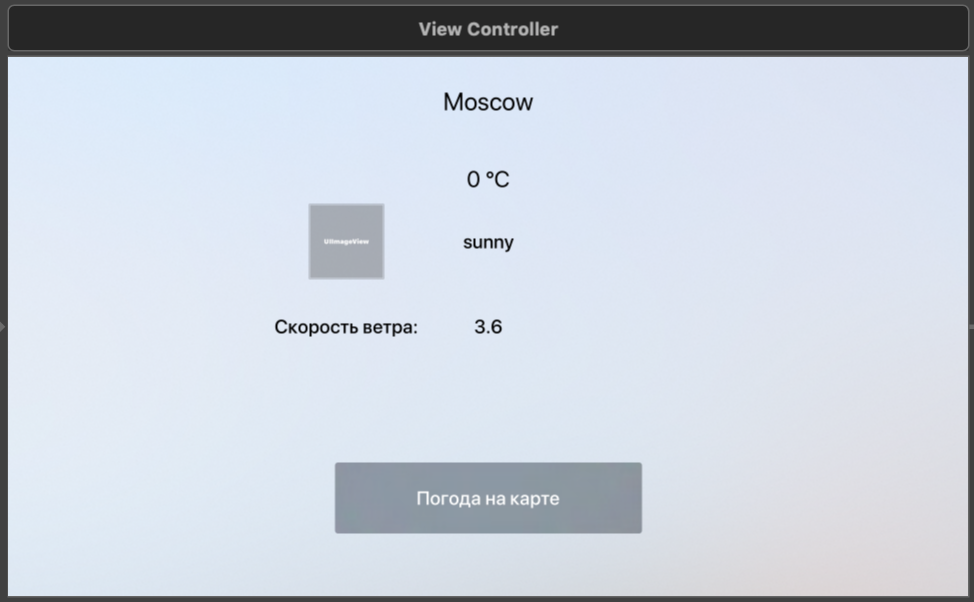 View Controller
Moscow
0 °C
UIImageView
sunny
Скорость ветра: 3.6
Погода на карте